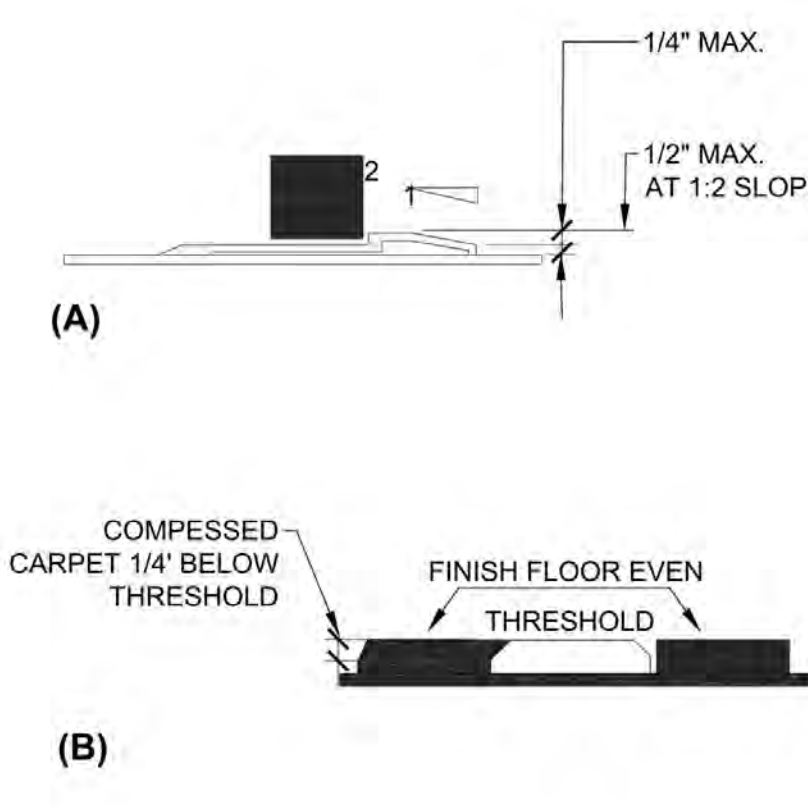 1/4" MAX.
2
1
1/2" MAX.
AT 1:2 SLOP
(A)
COMPESSED
CARPET 1/4' BELOW
THRESHOLD
FINISH FLOOR EVEN
THRESHOLD
(B)